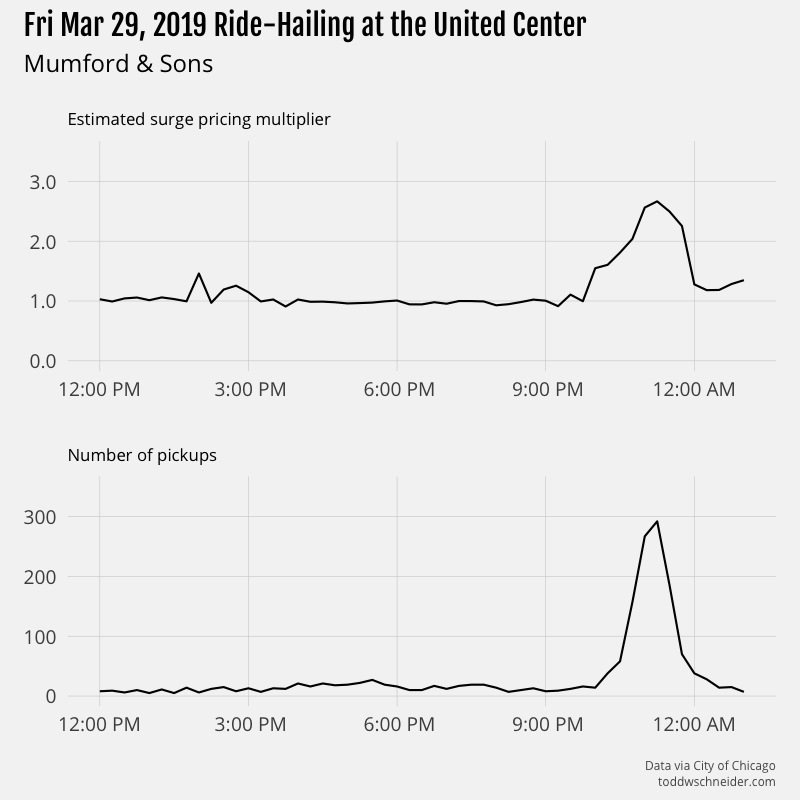 Fri Mar 29, 2019 Ride-Hailing at the United Center
Mumford & Sons
Estimated surge pricing multiplier
3.0
2.0
1.0
0.0
12:00 PM 3:00 PM 6:00 PM 9:00 PM 12:00 AM
Number of pickups
300
200
100
0
12:00 PM 3:00 PM 6:00 PM 9:00 PM 12:00 AM
Data via City of Chicago
toddwschneider.com